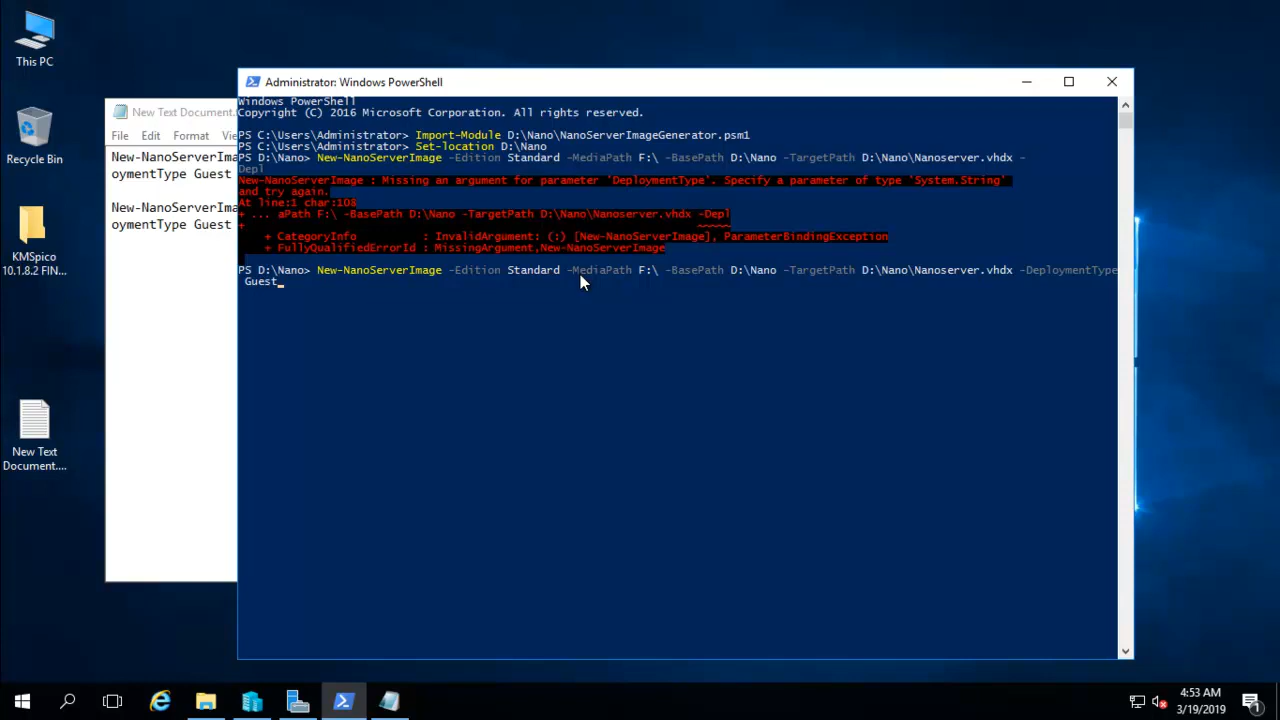 This PC
Recycle Bin
KMSpico
10.1.8.2 FIN...
New Text
Document....
New Text Document.
File Edit Format
New-NanoServerIma
oymentType Guest
New-NanoServerIma
oymentType Guest
Administrator: Windows PowerShell
Windows PowerShell
Copyright (C) 2016 Microsoft Corporation. All rights reserved.
PS C:\Users\Administrator> Import-Module D:\Nano\NanoServerImageGenerator.psm1
PS C:\Users\Administrator> Set-location D:\Nano
PS D:\Nano> New-NanoServerImage -Edition Standard -MediaPath F:\ -BasePath D:\Nano -TargetPath D:\Nano\Nanoserver.vhdx -
Depl
New-NanoServerImage : Missing an argument for parameter 'DeploymentType'. Specify a parameter of type 'System.String'
and try again.
At line:1 char:108
+ ... aPath F:\ -BasePath D:\Nano -TargetPath D:\Nano\Nanoserver.vhdx -Depl
+ ~~~~~
+ CategoryInfo : InvalidArgument: (:) [New-NanoServerImage], ParameterBindingException
+ FullyQualifiedErrorId : MissingArgument,New-NanoServerImage
PS D:\Nano> New-NanoServerImage -Edition Standard -MediaPath F:\ -BasePath D:\Nano -TargetPath D:\Nano\Nanoserver.vhdx -DeploymentType
Guest_
4:53 AM
3/19/2019
1